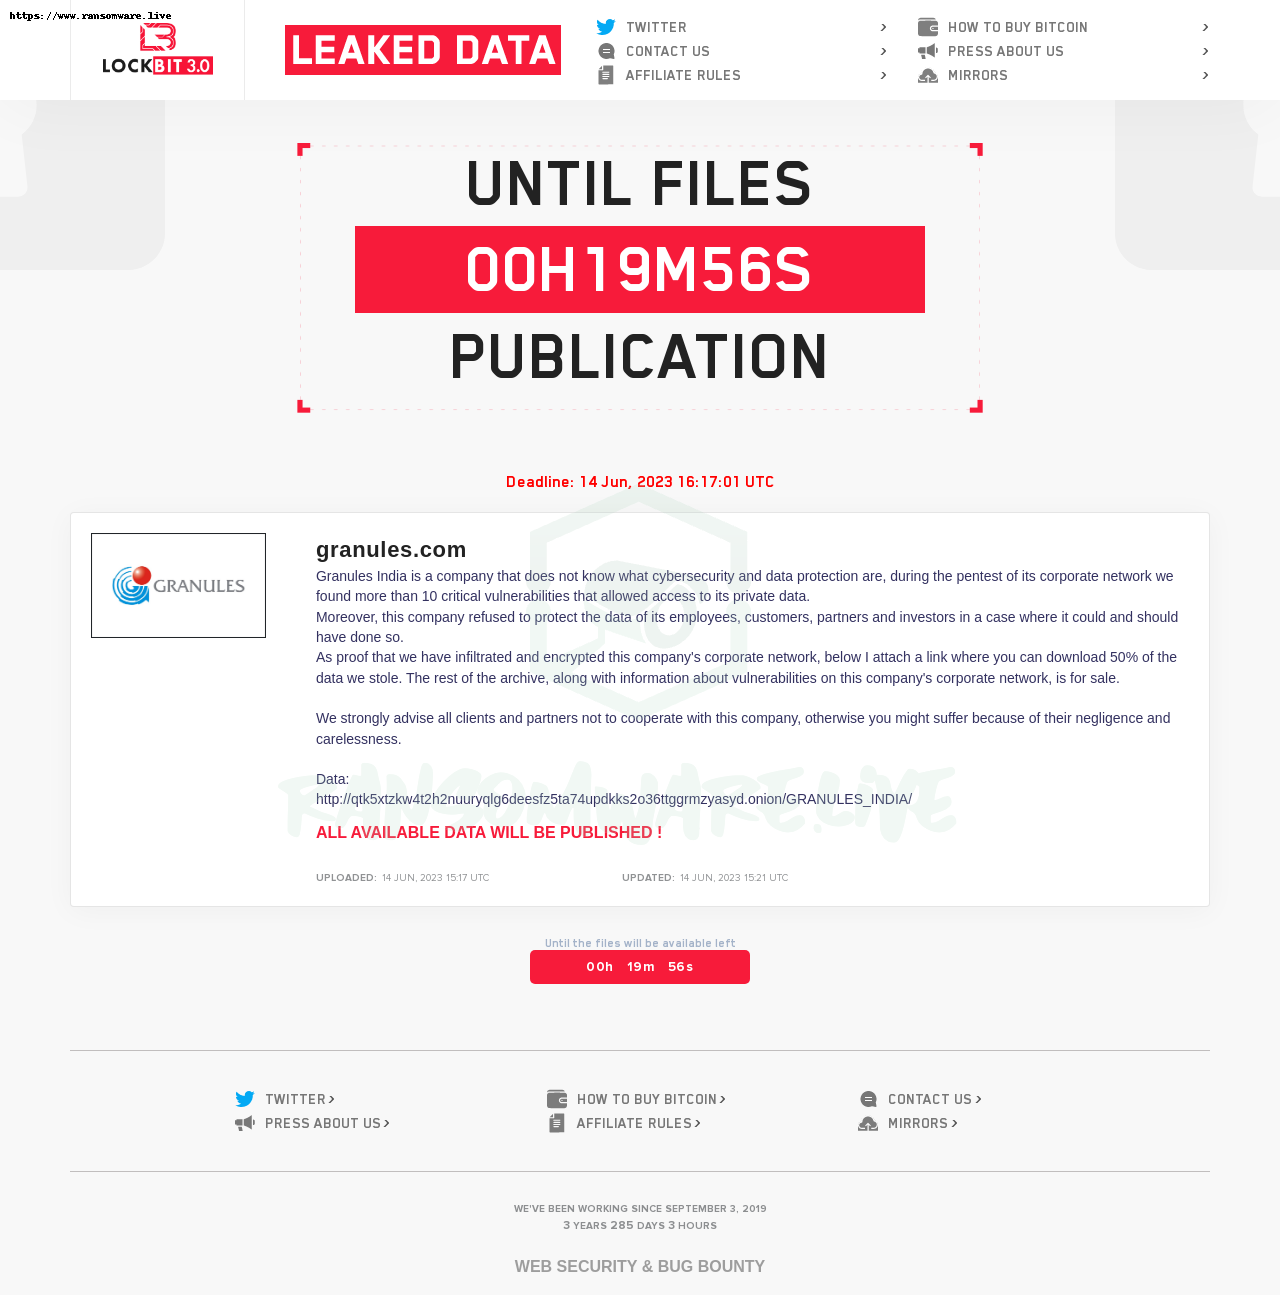 https://www.ransomware.live
LOCKBIT 3.0
LEAKED DATA
TWITTER
CONTACT US
AFFILIATE RULES
HOW TO BUY BITCOIN
PRESS ABOUT US
MIRRORS
UNTIL FILES
00H19M56S
PUBLICATION
Deadline: 14 Jun, 2023 16:17:01 UTC
GRANULES
granules.com
Granules India is a company that does not know what cybersecurity and data protection are, during the pentest of its corporate network we
found more than 10 critical vulnerabilities that allowed access to its private data.
Moreover, this company refused to protect the data of its employees, customers, partners and investors in a case where it could and should
have done so.
As proof that we have infiltrated and encrypted this company's corporate network, below I attach a link where you can download 50% of the
data we stole. The rest of the archive, along with information about vulnerabilities on this company's corporate network, is for sale.
We strongly advise all clients and partners not to cooperate with this company, otherwise you might suffer because of their negligence and
carelessness.
Data:
http://qtk5xtzkw4t2h2nuuryqlg6deesfz5ta74updkks2o36ttggrmzyasyd.onion/GRANULES_INDIA/
RANSOMWARE.LIVE
ALL AVAILABLE DATA WILL BE PUBLISHED !
UPLOADED: 14 JUN, 2023 15:17 UTC
UPDATED: 14 JUN, 2023 15:21 UTC
Until the files will be available left
00h 19m 56s
TWITTER
PRESS ABOUT US
HOW TO BUY BITCOIN
AFFILIATE RULES
CONTACT US
MIRRORS
WE'VE BEEN WORKING SINCE SEPTEMBER 3, 2019
3 YEARS 285 DAYS 3 HOURS
WEB SECURITY & BUG BOUNTY